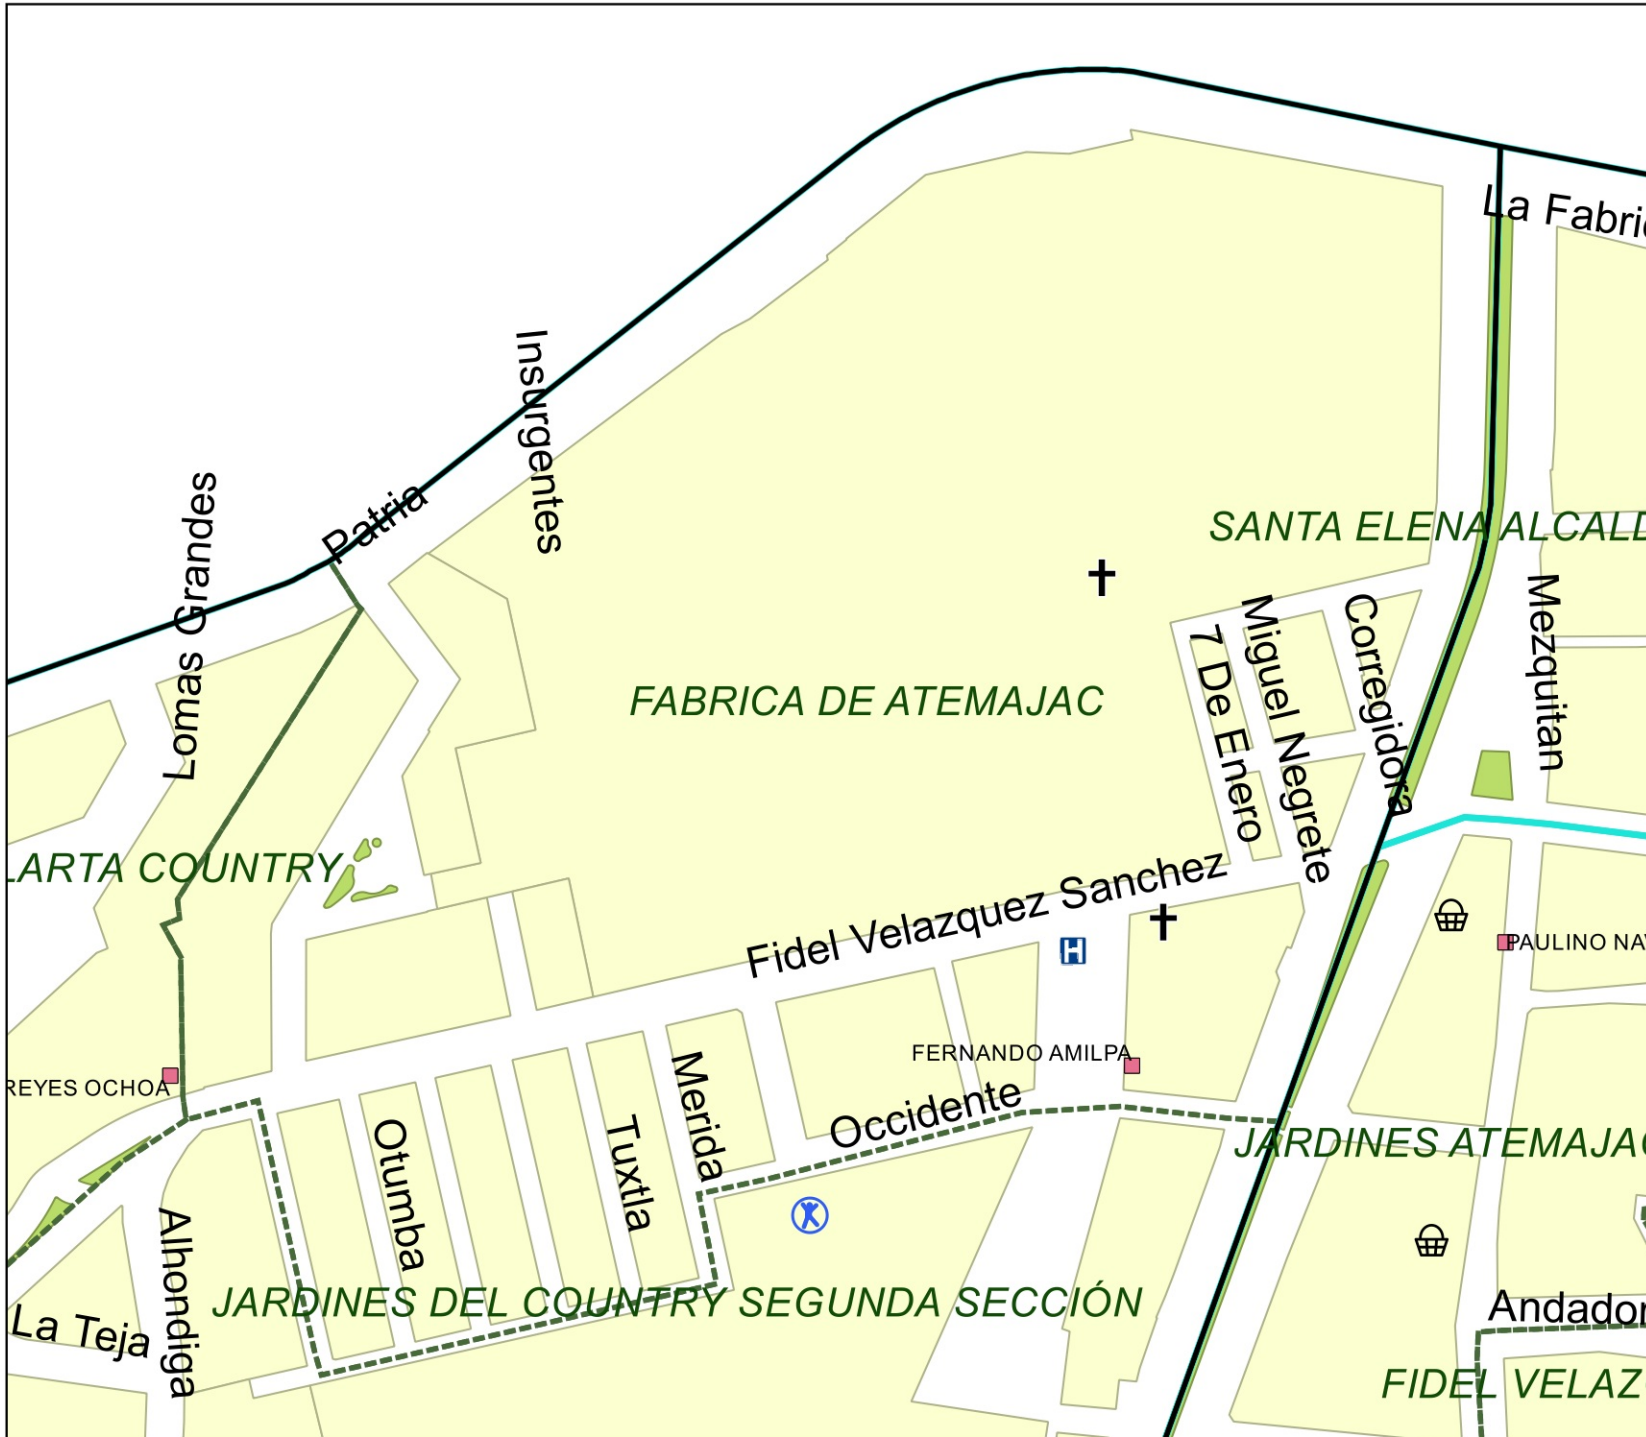 La Fabric
Insurgentes
Patria
Lomas Grandes
SANTA ELENA ALCALD
Mezquitan
Corregidora
Miguel Negrete
7 De Enero
FABRICA DE ATEMAJAC
LARTA COUNTRY
Fidel Velazquez Sanchez
H
PAULINO NAV
FERNANDO AMILPA
REYES OCHOA
Merida
Occidente
Otumba
Tuxtla
JARDINES ATEMAJAC
Alhondiga
JARDINES DEL COUNTRY SEGUNDA SECCIÓN
La Teja
Andador
FIDEL VELAZ